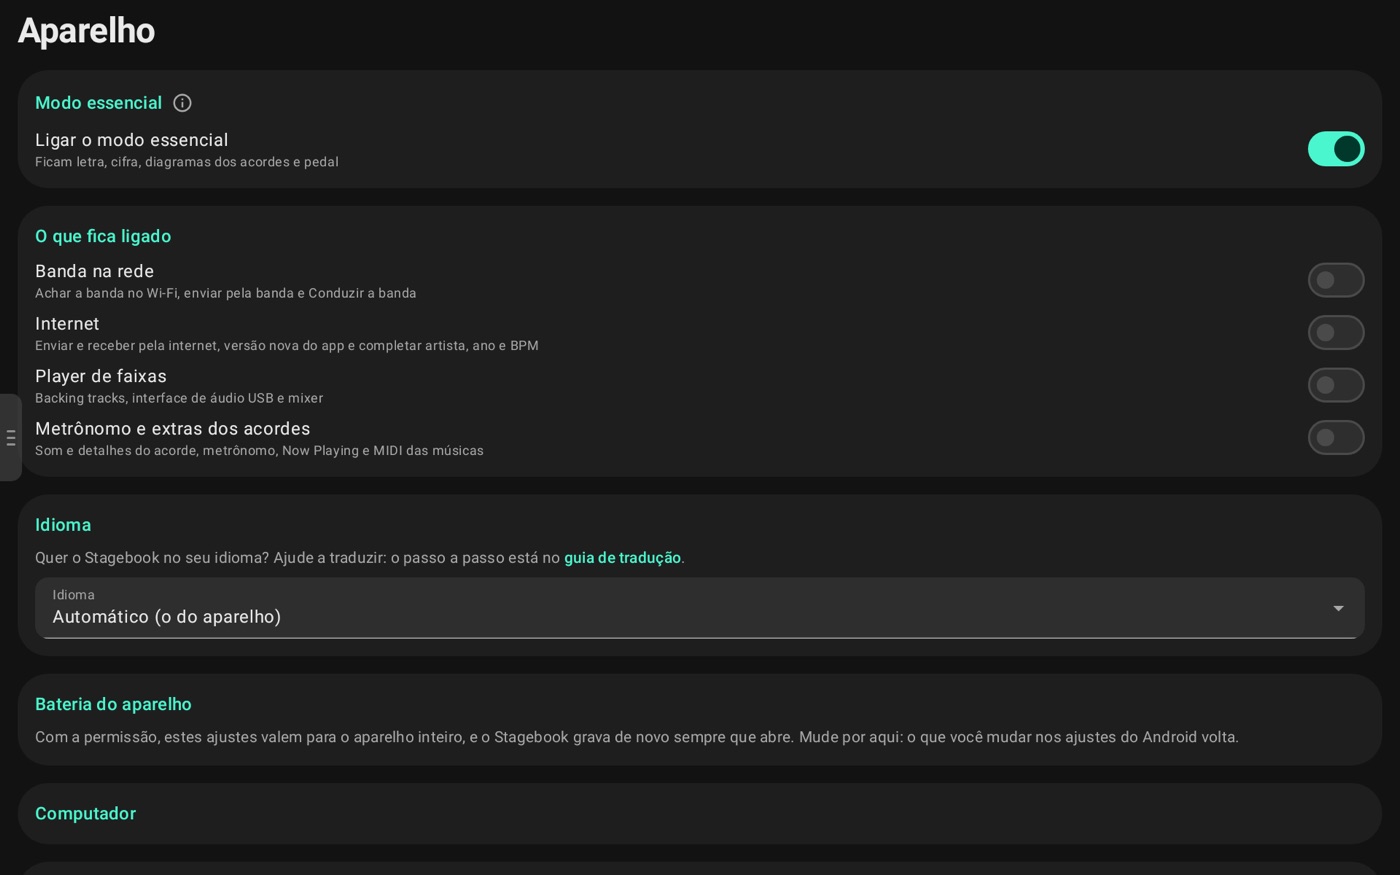 Aparelho
Modo essencial
Ligar o modo essencial
Ficam letra, cifra, diagramas dos acordes e pedal
O que fica ligado
Banda na rede
Achar a banda no Wi-Fi, enviar pela banda e Conduzir a banda
Internet
Enviar e receber pela internet, versão nova do app e completar artista, ano e BPM
Player de faixas
Backing tracks, interface de áudio USB e mixer
Metrônomo e extras dos acordes
Som e detalhes do acorde, metrônomo, Now Playing e MIDI das músicas
Idioma
Quer o Stagebook no seu idioma? Ajude a traduzir: o passo a passo está no guia de tradução.
Idioma
Automático (o do aparelho)
Bateria do aparelho
Com a permissão, estes ajustes valem para o aparelho inteiro, e o Stagebook grava de novo sempre que abre. Mude por aqui: o que você mudar nos ajustes do Android volta.
Computador